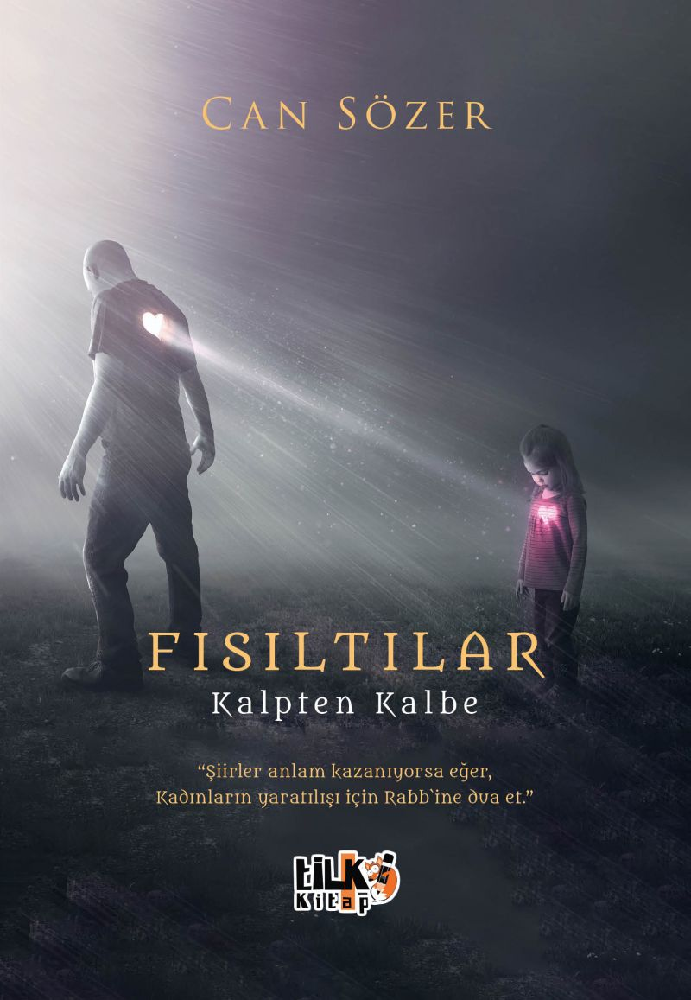 CAN SÖZER
FISILTILAR
Kalpten Kalbe
“Şiirler anlam kazanıyorsa eğer,
Kadınların yaratılışı için Rabb`ine dua et.”
tiLKi
Kitap